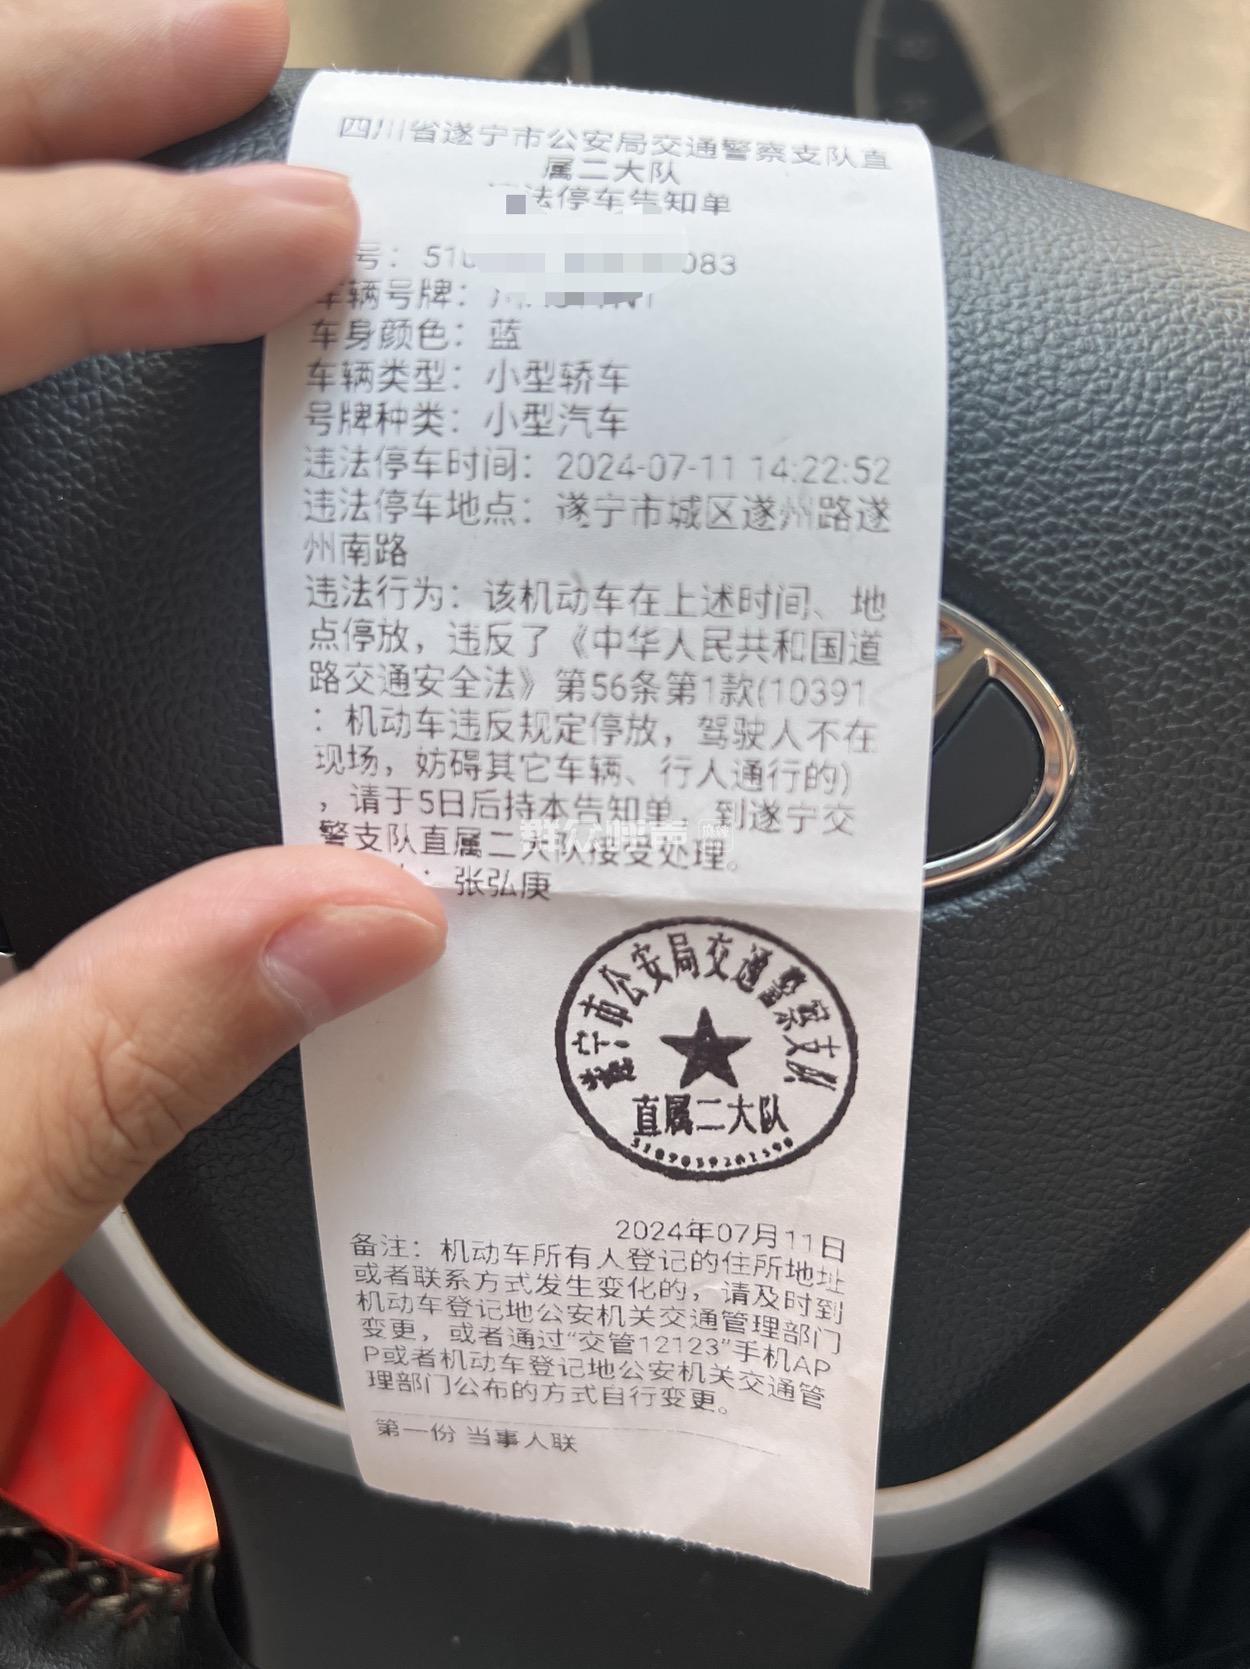 四川省遂宁市公安局交通警察支队直
属二大队
法停车告知单
号：510 083
车辆号牌：
车身颜色：蓝
车辆类型：小型轿车
号牌种类：小型汽车
违法停车时间：2024-07-11 14:22:52
违法停车地点：遂宁市城区遂州路遂
州南路
违法行为：该机动车在上述时间、地
点停放，违反了《中华人民共和国道
路交通安全法》第56条第1款(10391
：机动车违反规定停放，驾驶人不在
现场，妨碍其它车辆、行人通行的)
，请于5日后持本告知单，到遂宁交
警支队直属二大队接受处理。
：张弘庚
群众呼声
遂宁市公安局交通警察支队
直属二大队
2024年07月11日
备注：机动车所有人登记的住所地址
或者联系方式发生变化的，请及时到
机动车登记地公安机关交通管理部门
变更，或者通过“交管12123”手机AP
P或者机动车登记地公安机关交通管
理部门公布的方式自行变更。
第一份 当事人联